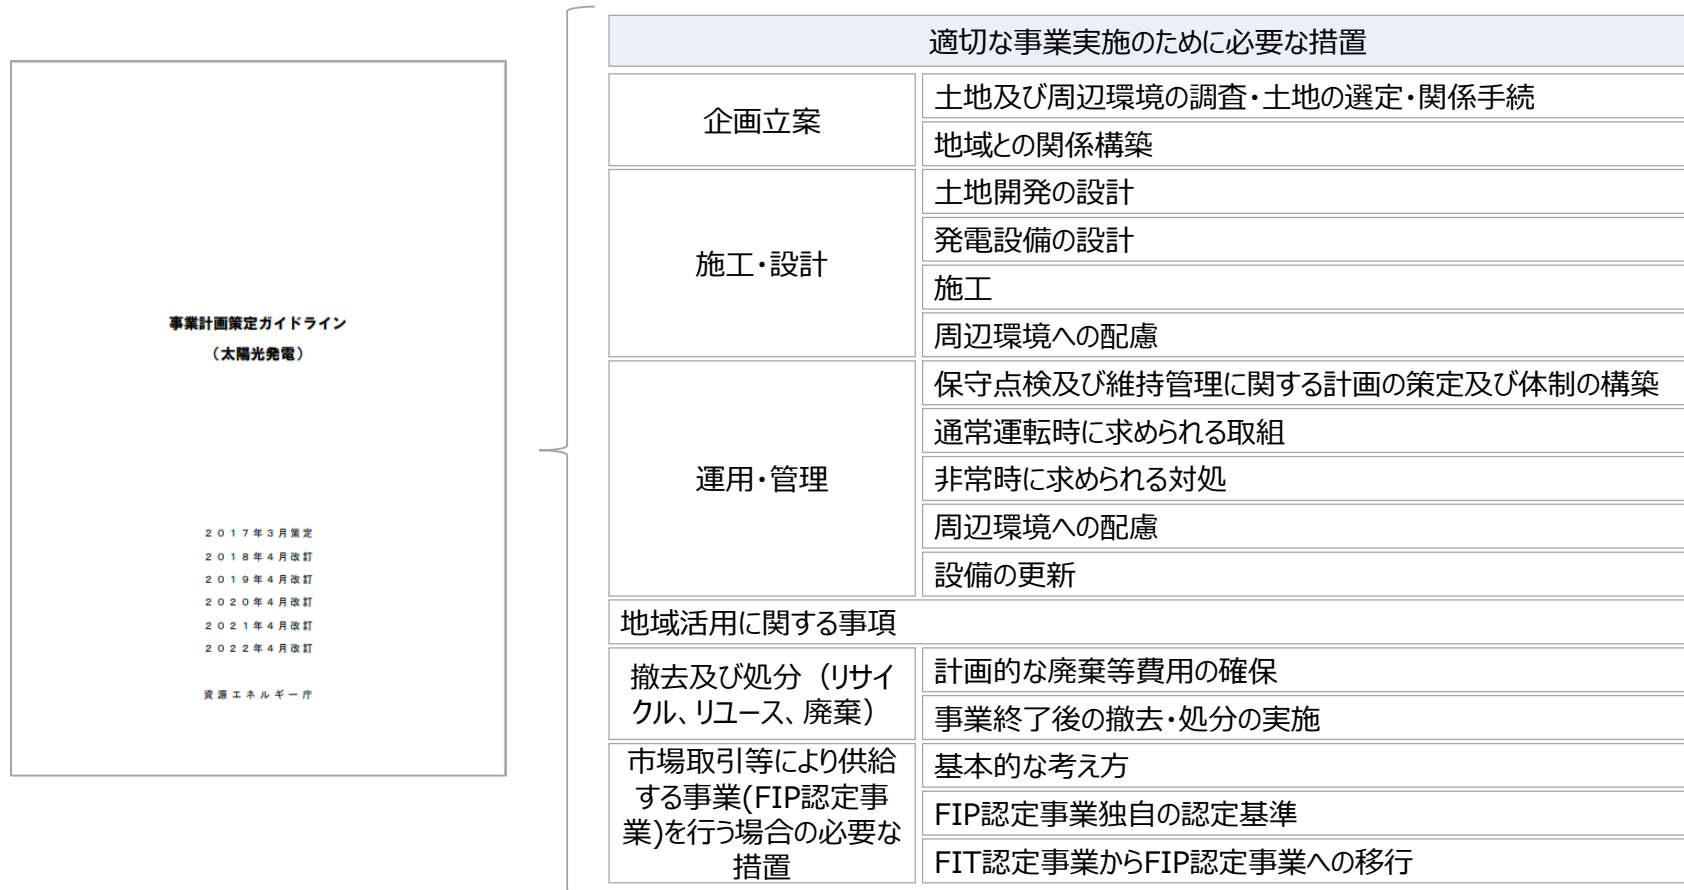 事業計画策定ガイドライン
（太陽光発電）
２０１７年３月策定
２０１８年４月改訂
２０１９年４月改訂
２０２０年４月改訂
２０２１年４月改訂
２０２２年４月改訂
資源エネルギー庁
適切な事業実施のために必要な措置
企画立案
土地及び周辺環境の調査・土地の選定・関係手続
地域との関係構築
施工・設計
土地開発の設計
発電設備の設計
施工
周辺環境への配慮
運用・管理
保守点検及び維持管理に関する計画の策定及び体制の構築
通常運転時に求められる取組
非常時に求められる対処
周辺環境への配慮
設備の更新
地域活用に関する事項
撤去及び処分（リサイ
クル、リユース、廃棄）
計画的な廃棄等費用の確保
事業終了後の撤去・処分の実施
市場取引等により供給
する事業(FIP認定事
業)を行う場合の必要な
措置
基本的な考え方
FIP認定事業独自の認定基準
FIT認定事業からFIP認定事業への移行